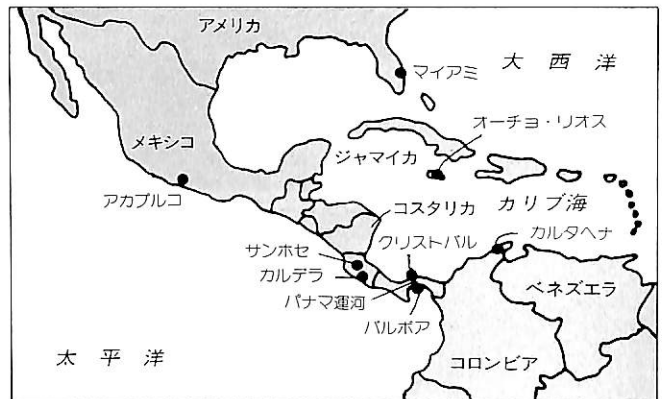 アメリカ
大西洋
マイアミ
オーチョ・リオス
メキシコ
ジャマイカ
アカプルコ
コスタリカ
カリブ海
サンホセ
クリストバル
カルタヘナ
カルデラ
ベネズエラ
パナマ運河
バルボア
太平洋
コロンビア